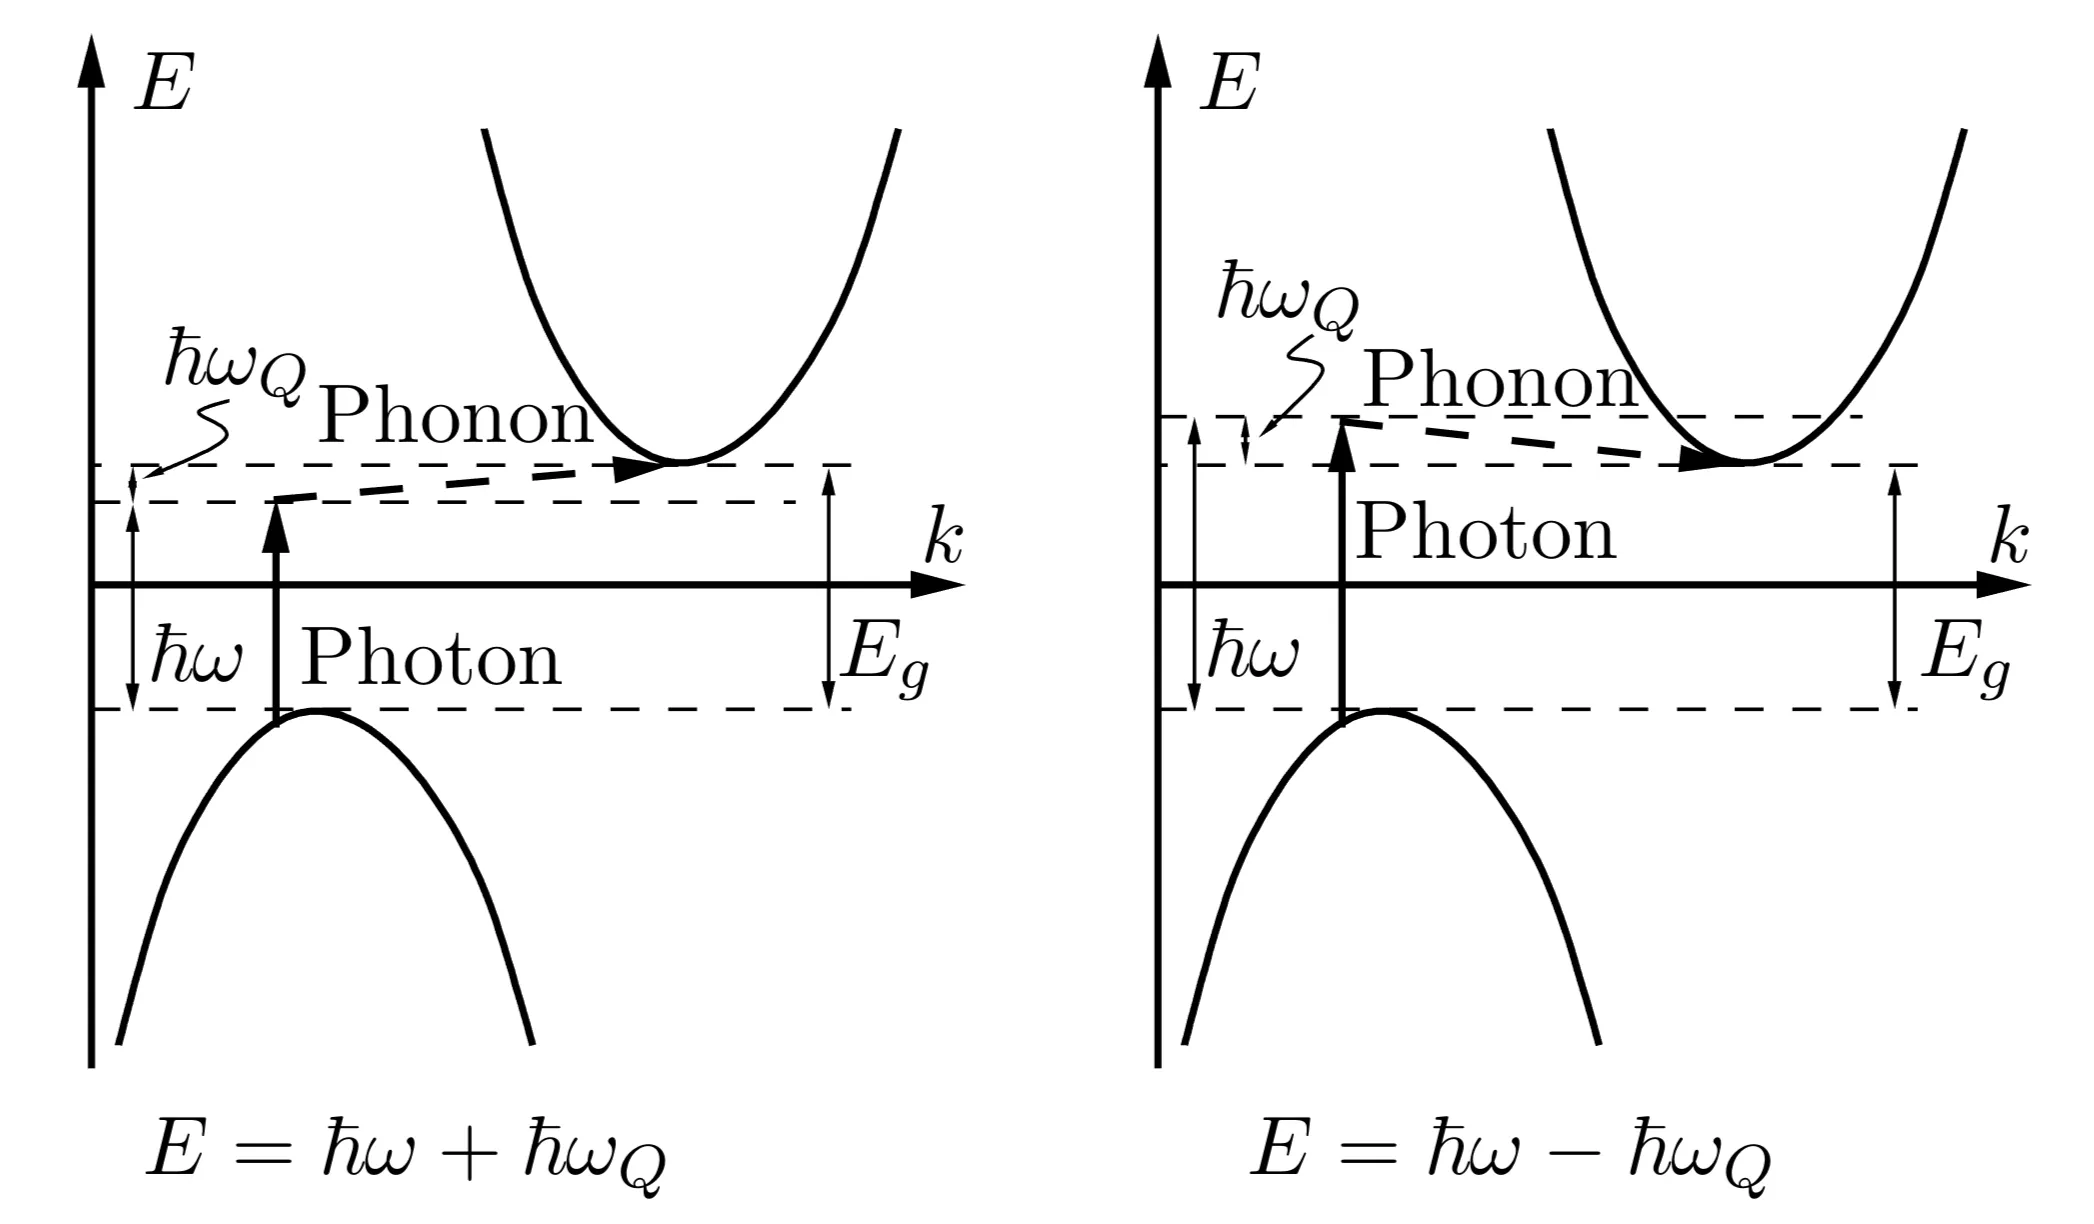 E
ħω_Q
Phonon
k
ħω
Photon
E_g
E = ħω + ħω_Q
E
ħω_Q
Phonon
Photon
k
ħω
E_g
E = ħω − ħω_Q